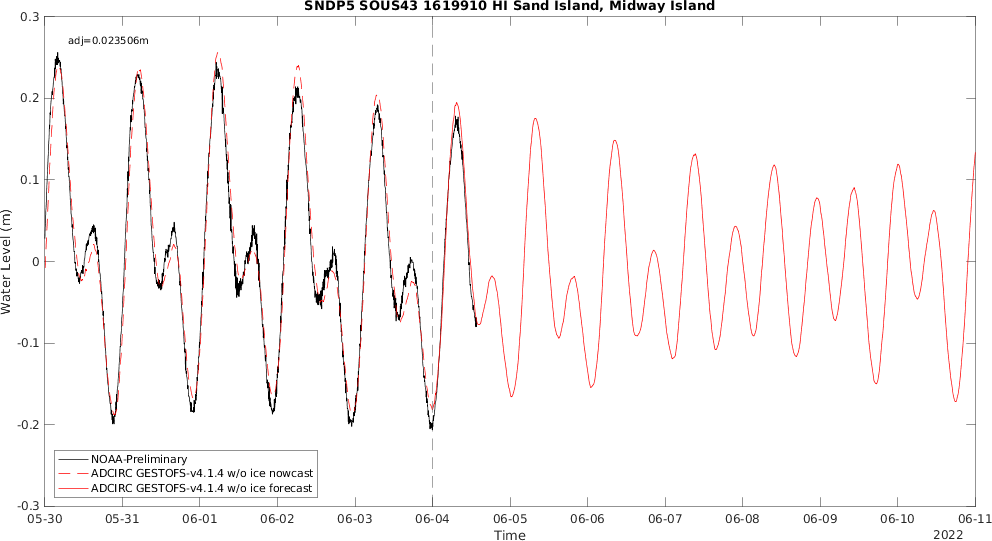 SNDP5 SOUS43 1619910 HI Sand Island, Midway Island
adj=0.023506m
0.3
0.2
0.1
0
-0.1
-0.2
-0.3
Water Level (m)
NOAA-Preliminary
ADCIRC GESTOFS-v4.1.4 w/o ice nowcast
ADCIRC GESTOFS-v4.1.4 w/o ice forecast
05-30 05-31 06-01 06-02 06-03 06-04 06-05 06-06 06-07 06-08 06-09 06-10 06-11
Time
2022